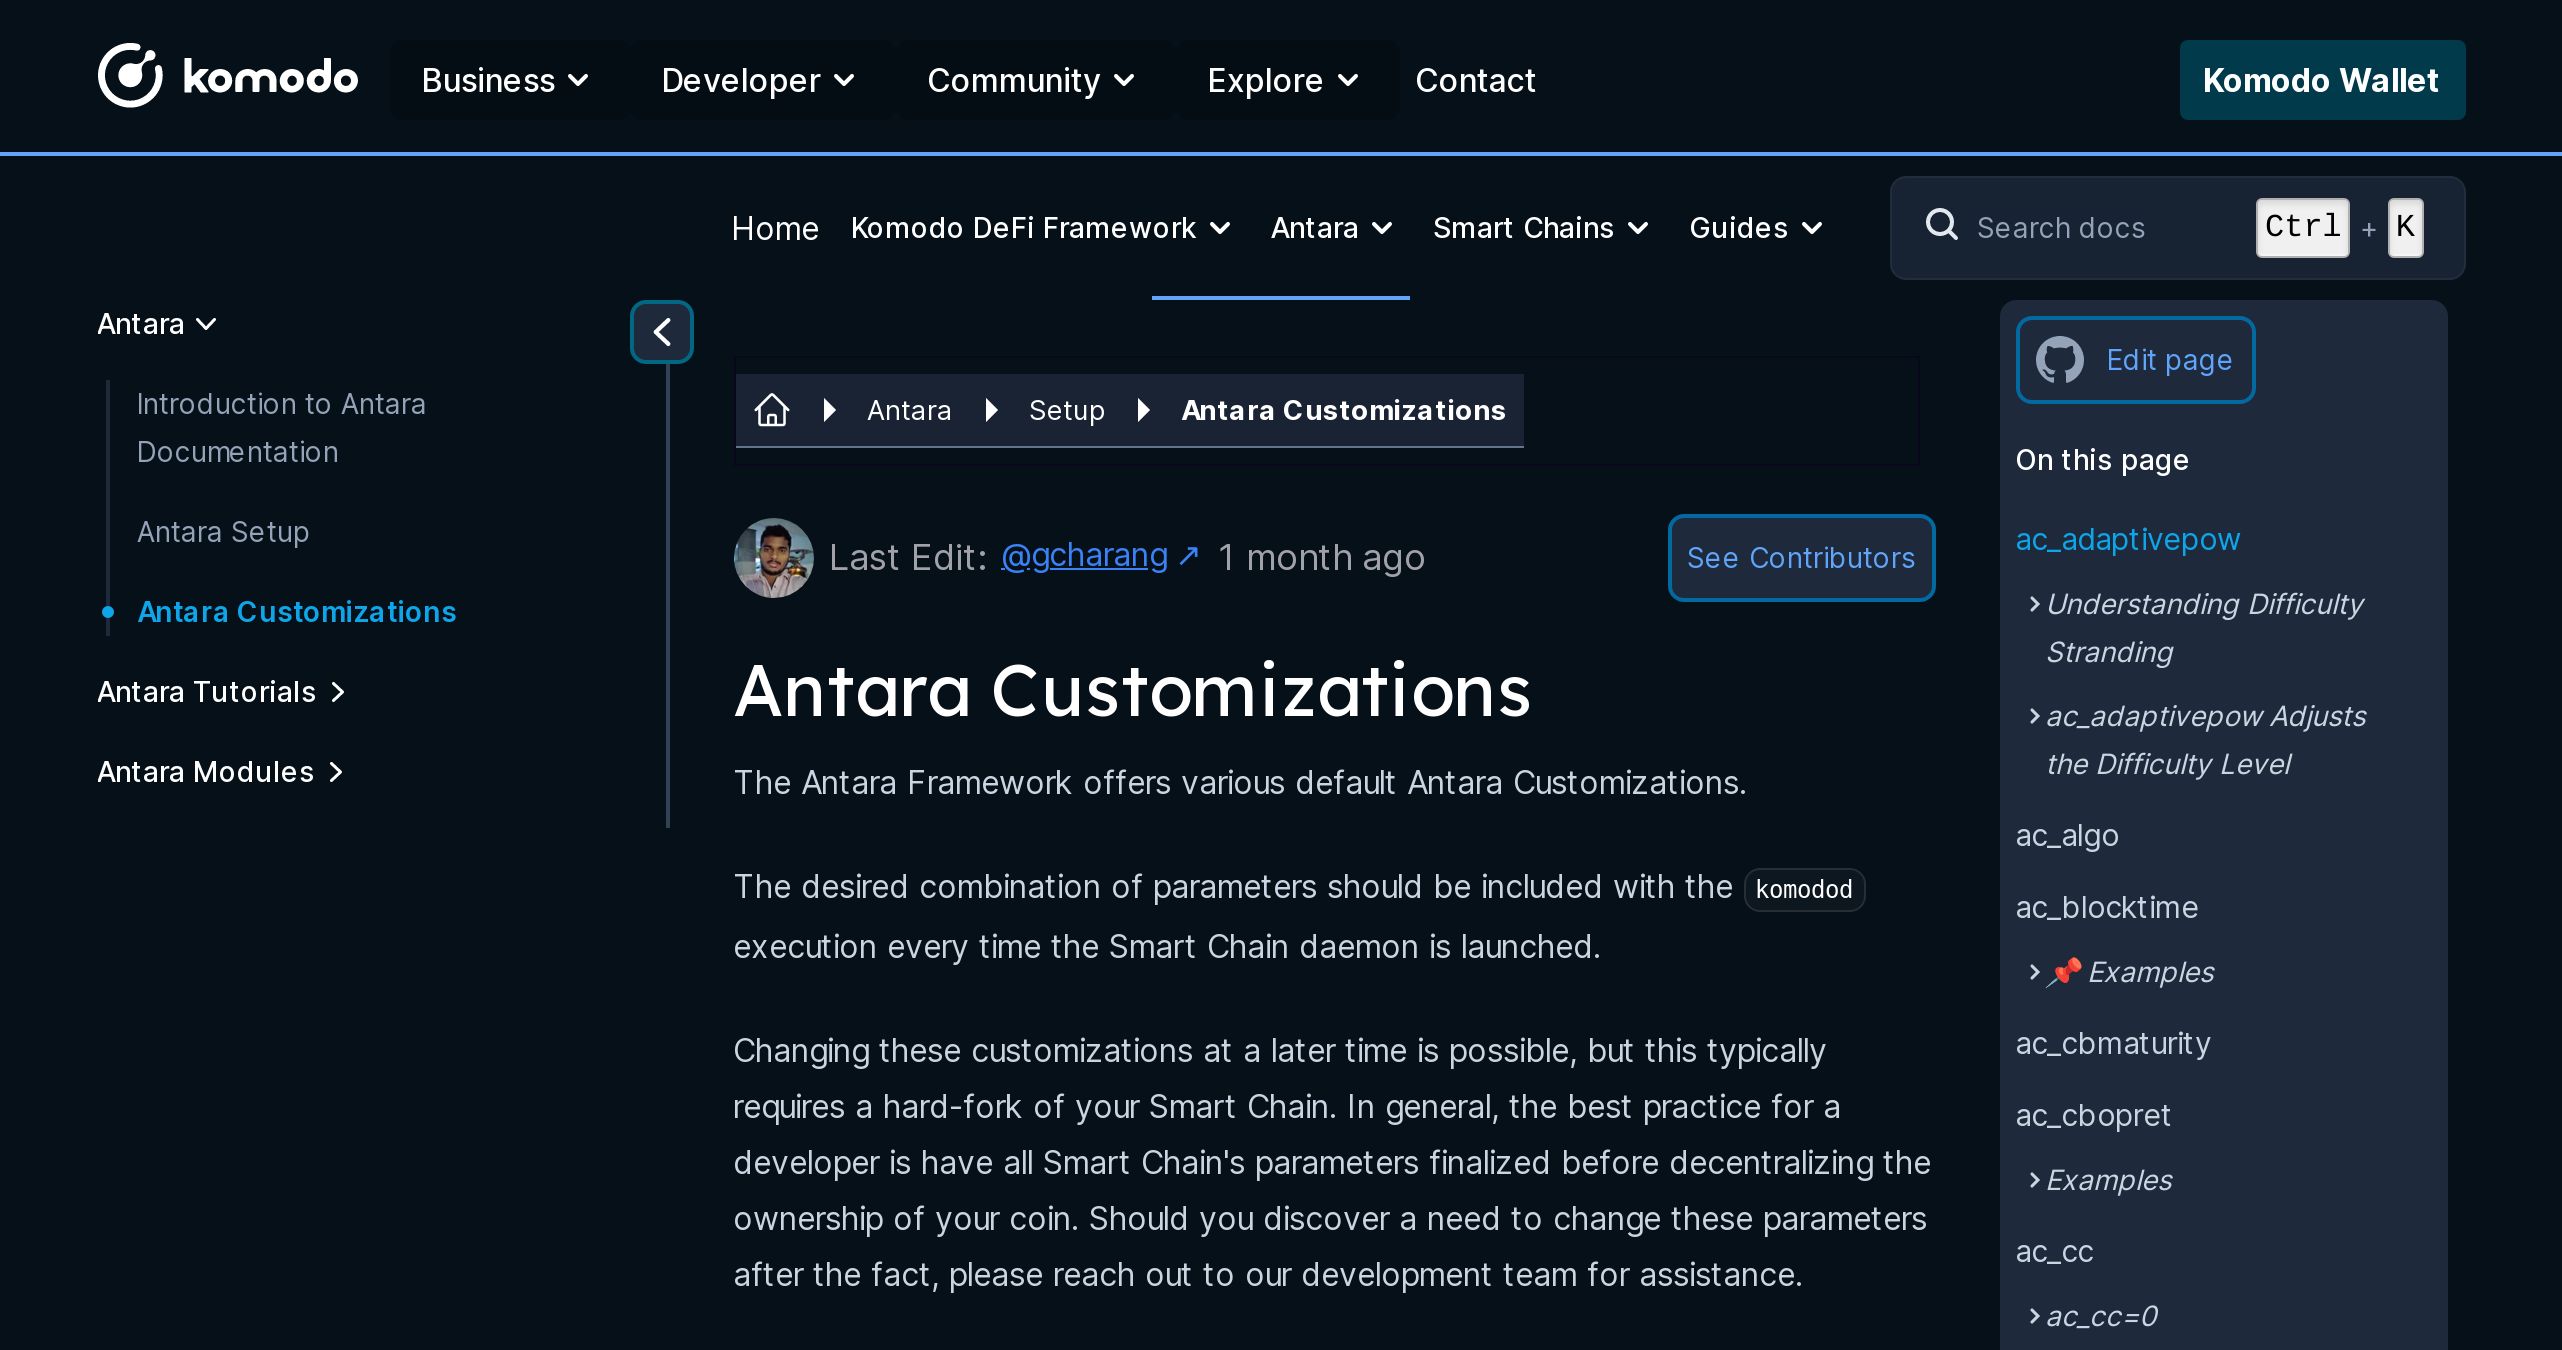 komodo
Business
Developer
Community
Explore
Contact
Komodo Wallet
Home
Komodo DeFi Framework
Antara
Smart Chains
Guides
Search docs
Ctrl + K
Antara
Introduction to Antara
Documentation
Antara Setup
Antara Customizations
Antara Tutorials
Antara Modules
Antara
Setup
Antara Customizations
Last Edit: @gcharang ↗ 1 month ago
See Contributors
Antara Customizations
The Antara Framework offers various default Antara Customizations.
The desired combination of parameters should be included with the komodod
execution every time the Smart Chain daemon is launched.
Changing these customizations at a later time is possible, but this typically
requires a hard-fork of your Smart Chain. In general, the best practice for a
developer is have all Smart Chain's parameters finalized before decentralizing the
ownership of your coin. Should you discover a need to change these parameters
after the fact, please reach out to our development team for assistance.
Edit page
On this page
ac_adaptivepow
Understanding Difficulty
Stranding
ac_adaptivepow Adjusts
the Difficulty Level
ac_algo
ac_blocktime
📌 Examples
ac_cbmaturity
ac_cbopret
Examples
ac_cc
ac_cc=0